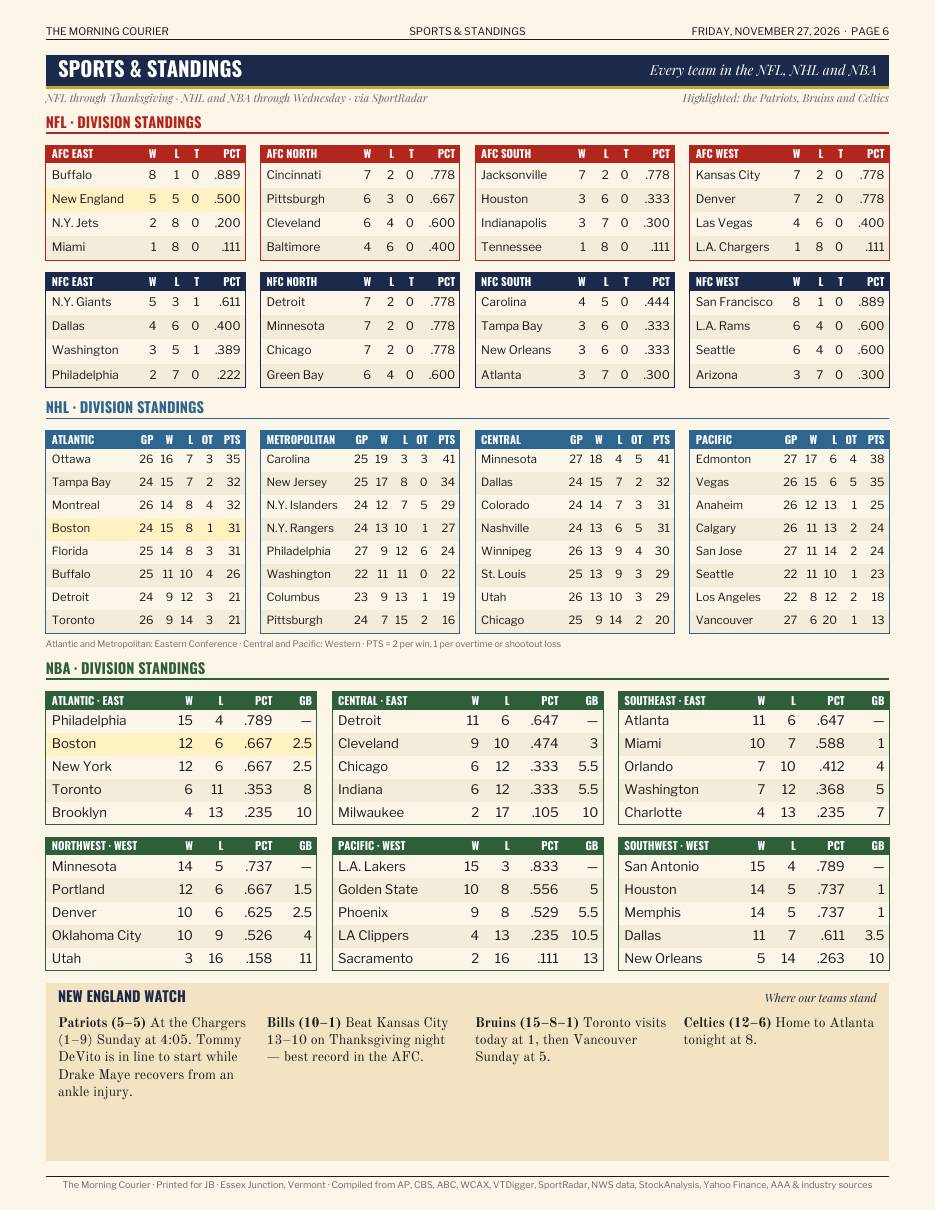 THE MORNING COURIER SPORTS & STANDINGS FRIDAY, NOVEMBER 27, 2026 · PAGE 6
SPORTS & STANDINGS Every team in the NFL, NHL and NBA
NFL through Thanksgiving · NHL and NBA through Wednesday · via SportRadar Highlighted: the Patriots, Bruins and Celtics
NFL · DIVISION STANDINGS
AFC EAST W L T PCT
Buffalo 8 1 0 .889
New England 5 5 0 .500
N.Y. Jets 2 8 0 .200
Miami 1 8 0 .111
AFC NORTH W L T PCT
Cincinnati 7 2 0 .778
Pittsburgh 6 3 0 .667
Cleveland 6 4 0 .600
Baltimore 4 6 0 .400
AFC SOUTH W L T PCT
Jacksonville 7 2 0 .778
Houston 3 6 0 .333
Indianapolis 3 7 0 .300
Tennessee 1 8 0 .111
AFC WEST W L T PCT
Kansas City 7 2 0 .778
Denver 7 2 0 .778
Las Vegas 4 6 0 .400
L.A. Chargers 1 8 0 .111
NFC EAST W L T PCT
N.Y. Giants 5 3 1 .611
Dallas 4 6 0 .400
Washington 3 5 1 .389
Philadelphia 2 7 0 .222
NFC NORTH W L T PCT
Detroit 7 2 0 .778
Minnesota 7 2 0 .778
Chicago 7 2 0 .778
Green Bay 6 4 0 .600
NFC SOUTH W L T PCT
Carolina 4 5 0 .444
Tampa Bay 3 6 0 .333
New Orleans 3 6 0 .333
Atlanta 3 7 0 .300
NFC WEST W L T PCT
San Francisco 8 1 0 .889
L.A. Rams 6 4 0 .600
Seattle 6 4 0 .600
Arizona 3 7 0 .300
NHL · DIVISION STANDINGS
ATLANTIC GP W L OT PTS
Ottawa 26 16 7 3 35
Tampa Bay 24 15 7 2 32
Montreal 26 14 8 4 32
Boston 24 15 8 1 31
Florida 25 14 8 3 31
Buffalo 25 11 10 4 26
Detroit 24 9 12 3 21
Toronto 26 9 14 3 21
METROPOLITAN GP W L OT PTS
Carolina 25 19 3 3 41
New Jersey 25 17 8 0 34
N.Y. Islanders 24 12 7 5 29
N.Y. Rangers 24 13 10 1 27
Philadelphia 27 9 12 6 24
Washington 22 11 11 0 22
Columbus 23 9 13 1 19
Pittsburgh 24 7 15 2 16
CENTRAL GP W L OT PTS
Minnesota 27 18 4 5 41
Dallas 24 15 7 2 32
Colorado 24 14 7 3 31
Nashville 24 13 6 5 31
Winnipeg 26 13 9 4 30
St. Louis 25 13 9 3 29
Utah 26 13 10 3 29
Chicago 25 9 14 2 20
PACIFIC GP W L OT PTS
Edmonton 27 17 6 4 38
Vegas 26 15 6 5 35
Anaheim 26 12 13 1 25
Calgary 26 11 13 2 24
San Jose 27 11 14 2 24
Seattle 22 11 10 1 23
Los Angeles 22 8 12 2 18
Vancouver 27 6 20 1 13
Atlantic and Metropolitan: Eastern Conference · Central and Pacific: Western · PTS = 2 per win, 1 per overtime or shootout loss
NBA · DIVISION STANDINGS
ATLANTIC · EAST W L PCT GB
Philadelphia 15 4 .789 —
Boston 12 6 .667 2.5
New York 12 6 .667 2.5
Toronto 6 11 .353 8
Brooklyn 4 13 .235 10
CENTRAL · EAST W L PCT GB
Detroit 11 6 .647 —
Cleveland 9 10 .474 3
Chicago 6 12 .333 5.5
Indiana 6 12 .333 5.5
Milwaukee 2 17 .105 10
SOUTHEAST · EAST W L PCT GB
Atlanta 11 6 .647 —
Miami 10 7 .588 1
Orlando 7 10 .412 4
Washington 7 12 .368 5
Charlotte 4 13 .235 7
NORTHWEST · WEST W L PCT GB
Minnesota 14 5 .737 —
Portland 12 6 .667 1.5
Denver 10 6 .625 2.5
Oklahoma City 10 9 .526 4
Utah 3 16 .158 11
PACIFIC · WEST W L PCT GB
L.A. Lakers 15 3 .833 —
Golden State 10 8 .556 5
Phoenix 9 8 .529 5.5
LA Clippers 4 13 .235 10.5
Sacramento 2 16 .111 13
SOUTHWEST · WEST W L PCT GB
San Antonio 15 4 .789 —
Houston 14 5 .737 1
Memphis 14 5 .737 1
Dallas 11 7 .611 3.5
New Orleans 5 14 .263 10
NEW ENGLAND WATCH Where our teams stand
Patriots (5–5) At the Chargers
(1–9) Sunday at 4:05. Tommy
DeVito is in line to start while
Drake Maye recovers from an
ankle injury.
Bills (10–1) Beat Kansas City
13–10 on Thanksgiving night
— best record in the AFC.
Bruins (15–8–1) Toronto visits
today at 1, then Vancouver
Sunday at 5.
Celtics (12–6) Home to Atlanta
tonight at 8.
The Morning Courier · Printed for JB · Essex Junction, Vermont · Compiled from AP, CBS, ABC, WCAX, VTDigger, SportRadar, NWS data, StockAnalysis, Yahoo Finance, AAA & industry sources